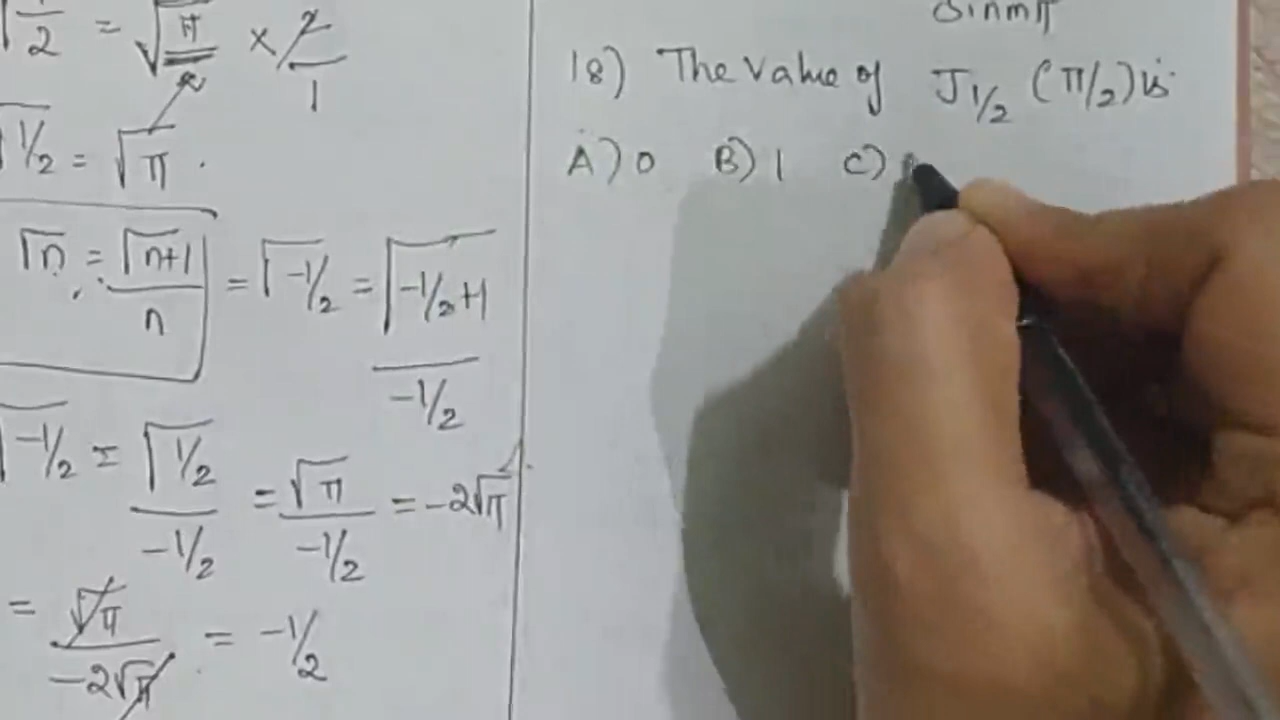 1/2 = √π/2 × 2/1
Γ1/2 = √π .
Γn = Γn+1/n = Γ-1/2 = Γ-1/2+1/-1/2
Γ-1/2 = Γ1/2/-1/2 = √π/-1/2 = -2√π
= √π/-2√π = -1/2
Sinmπ
18) The value of J1/2 (π/2) is
A) 0 B) 1 C)